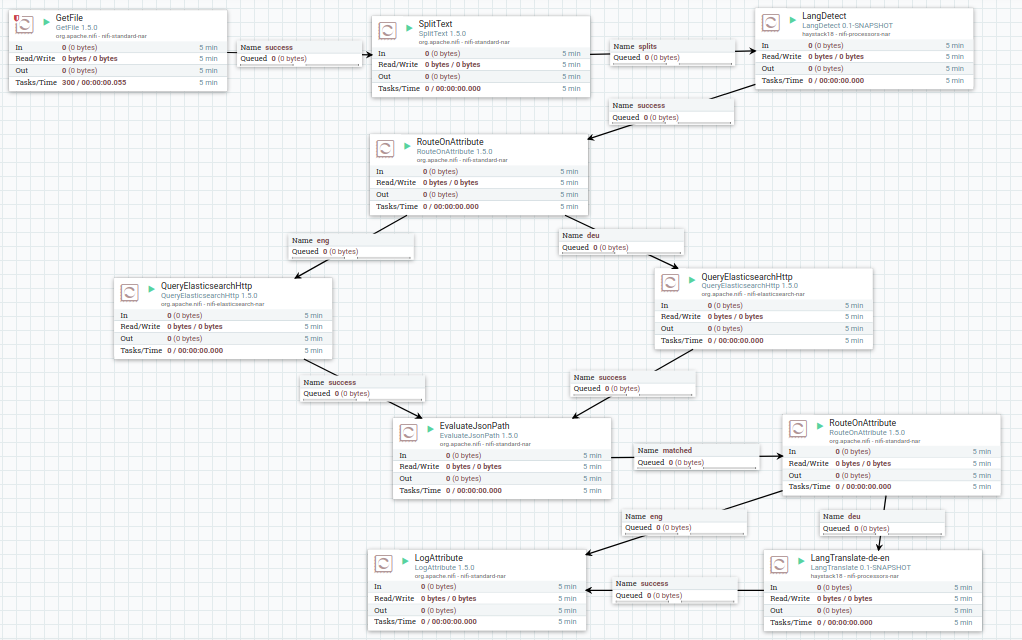 GetFile
GetFile 1.5.0
org.apache.nifi - nifi-standard-nar
In 0 (0 bytes) 5 min
Read/Write 0 bytes / 0 bytes 5 min
Out 0 (0 bytes) 5 min
Tasks/Time 300 / 00:00:00.055 5 min
Name success
Queued 0 (0 bytes)
SplitText
SplitText 1.5.0
org.apache.nifi - nifi-standard-nar
In 0 (0 bytes) 5 min
Read/Write 0 bytes / 0 bytes 5 min
Out 0 (0 bytes) 5 min
Tasks/Time 0 / 00:00:00.000 5 min
Name splits
Queued 0 (0 bytes)
LangDetect
LangDetect 0.1-SNAPSHOT
haystack18 - nifi-processors-nar
In 0 (0 bytes) 5 min
Read/Write 0 bytes / 0 bytes 5 min
Out 0 (0 bytes) 5 min
Tasks/Time 0 / 00:00:00.000 5 min
Name success
Queued 0 (0 bytes)
RouteOnAttribute
RouteOnAttribute 1.5.0
org.apache.nifi - nifi-standard-nar
In 0 (0 bytes) 5 min
Read/Write 0 bytes / 0 bytes 5 min
Out 0 (0 bytes) 5 min
Tasks/Time 0 / 00:00:00.000 5 min
Name eng
Queued 0 (0 bytes)
Name deu
Queued 0 (0 bytes)
QueryElasticsearchHttp
QueryElasticsearchHttp 1.5.0
org.apache.nifi - nifi-elasticsearch-nar
In 0 (0 bytes) 5 min
Read/Write 0 bytes / 0 bytes 5 min
Out 0 (0 bytes) 5 min
Tasks/Time 0 / 00:00:00.000 5 min
QueryElasticsearchHttp
QueryElasticsearchHttp 1.5.0
org.apache.nifi - nifi-elasticsearch-nar
In 0 (0 bytes) 5 min
Read/Write 0 bytes / 0 bytes 5 min
Out 0 (0 bytes) 5 min
Tasks/Time 0 / 00:00:00.000 5 min
Name success
Queued 0 (0 bytes)
Name success
Queued 0 (0 bytes)
EvaluateJsonPath
EvaluateJsonPath 1.5.0
org.apache.nifi - nifi-standard-nar
In 0 (0 bytes) 5 min
Read/Write 0 bytes / 0 bytes 5 min
Out 0 (0 bytes) 5 min
Tasks/Time 0 / 00:00:00.000 5 min
Name matched
Queued 0 (0 bytes)
RouteOnAttribute
RouteOnAttribute 1.5.0
org.apache.nifi - nifi-standard-nar
In 0 (0 bytes) 5 min
Read/Write 0 bytes / 0 bytes 5 min
Out 0 (0 bytes) 5 min
Tasks/Time 0 / 00:00:00.000 5 min
Name eng
Queued 0 (0 bytes)
Name deu
Queued 0 (0 bytes)
LogAttribute
LogAttribute 1.5.0
org.apache.nifi - nifi-standard-nar
In 0 (0 bytes) 5 min
Read/Write 0 bytes / 0 bytes 5 min
Out 0 (0 bytes) 5 min
Tasks/Time 0 / 00:00:00.000 5 min
Name success
Queued 0 (0 bytes)
LangTranslate-de-en
LangTranslate 0.1-SNAPSHOT
haystack18 - nifi-processors-nar
In 0 (0 bytes) 5 min
Read/Write 0 bytes / 0 bytes 5 min
Out 0 (0 bytes) 5 min
Tasks/Time 0 / 00:00:00.000 5 min